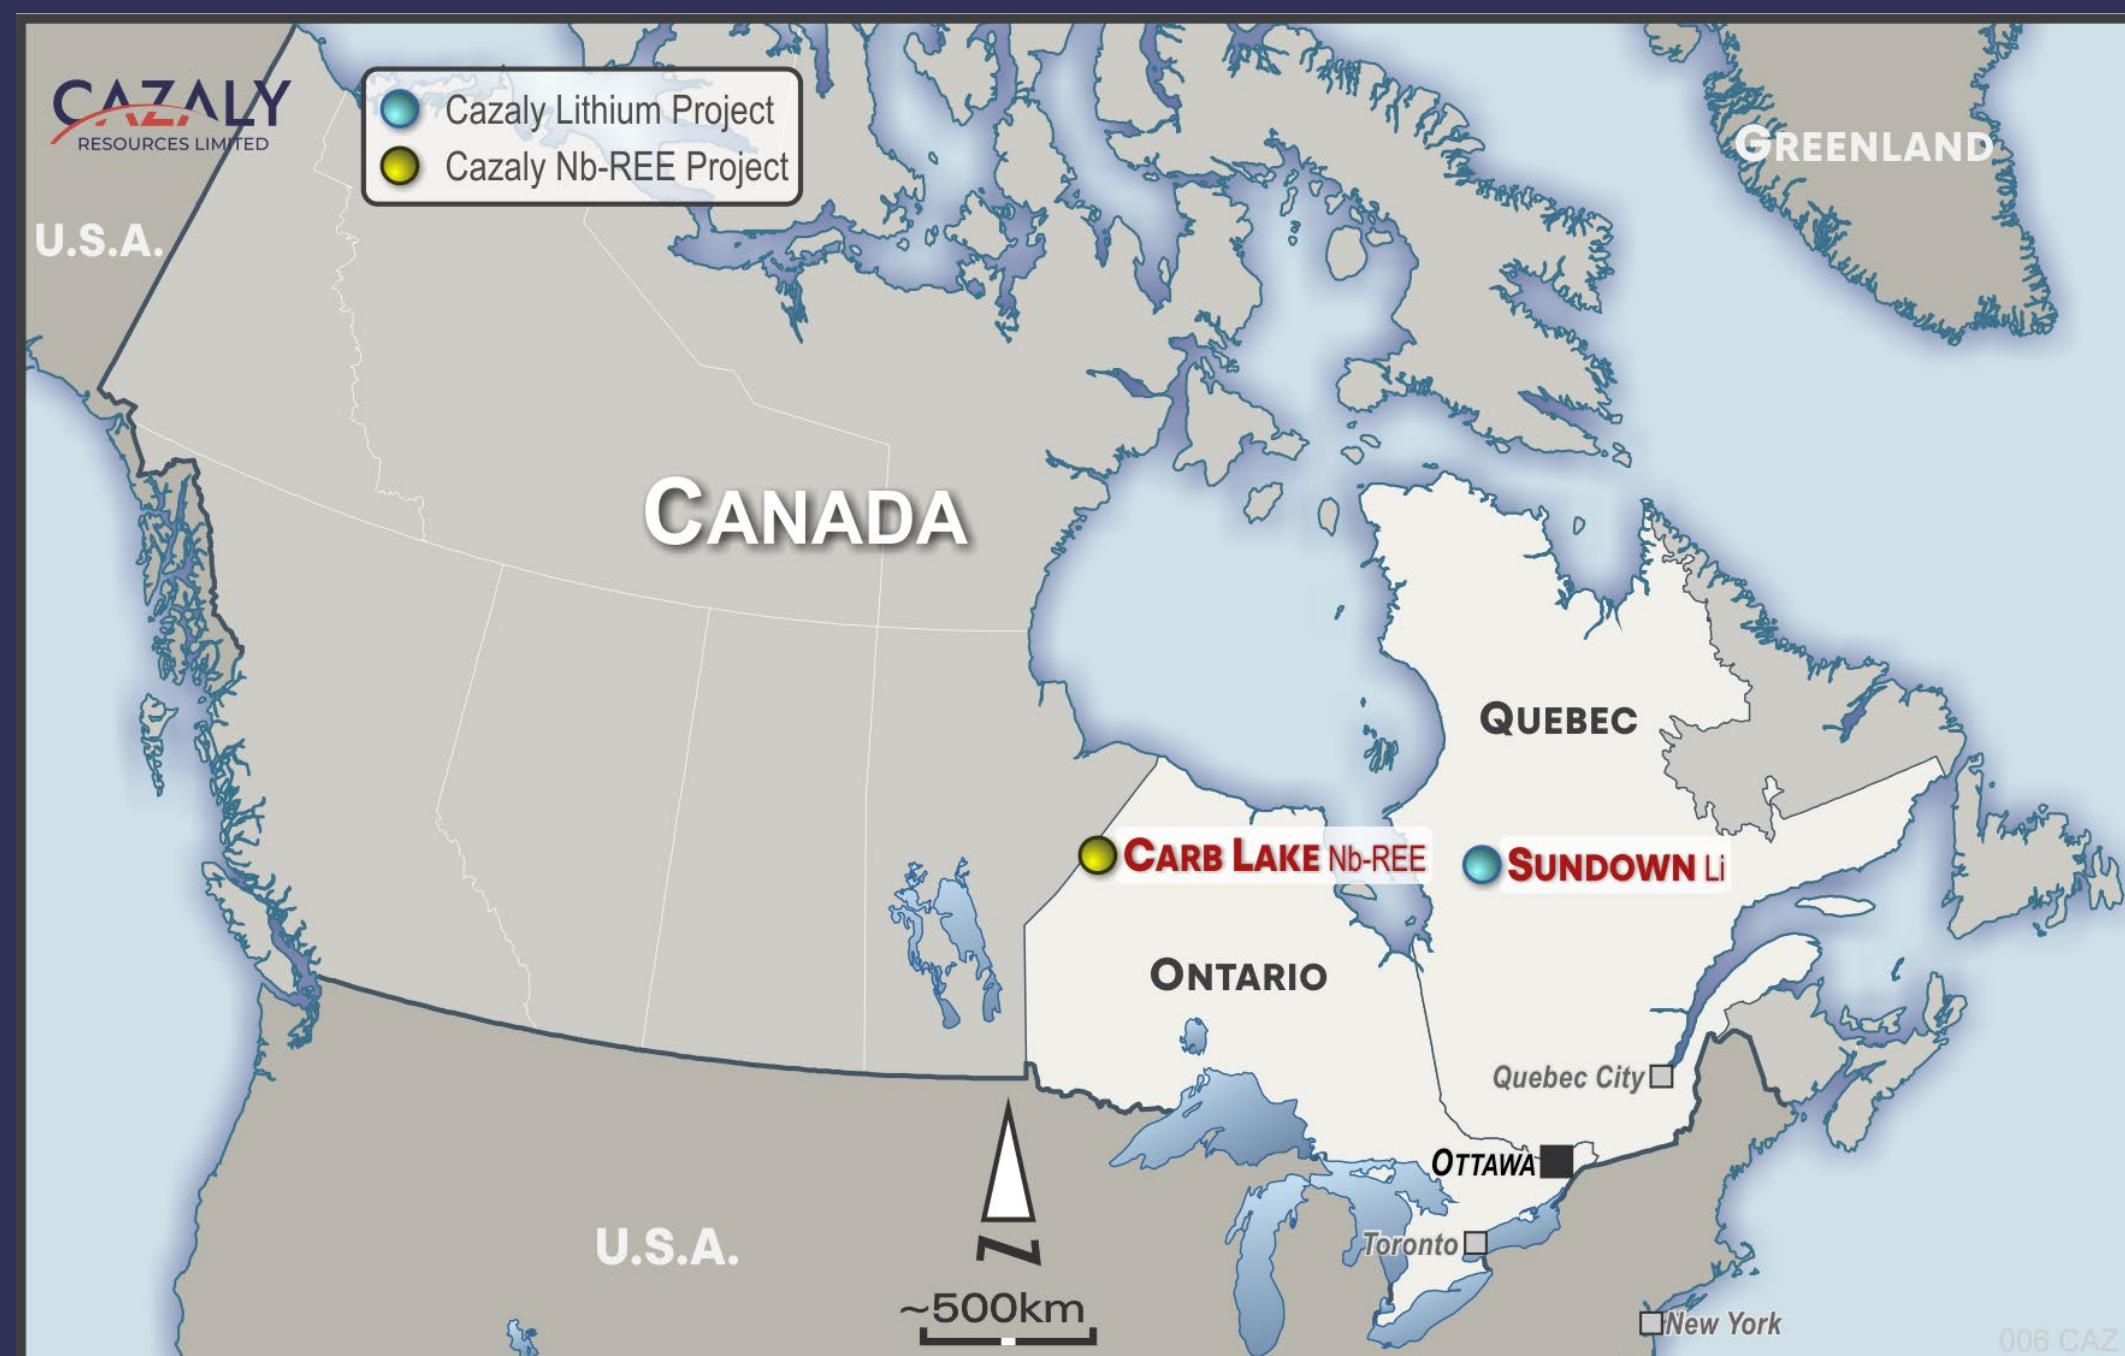 CAZALY
RESOURCES LIMITED
Cazaly Lithium Project
Cazaly Nb-REE Project
GREENLAND
U.S.A.
CANADA
QUEBEC
CARB LAKE Nb-REE
SUNDOWN Li
ONTARIO
Quebec City
OTTAWA
Toronto
U.S.A.
N
~500km
New York
006 CAZ